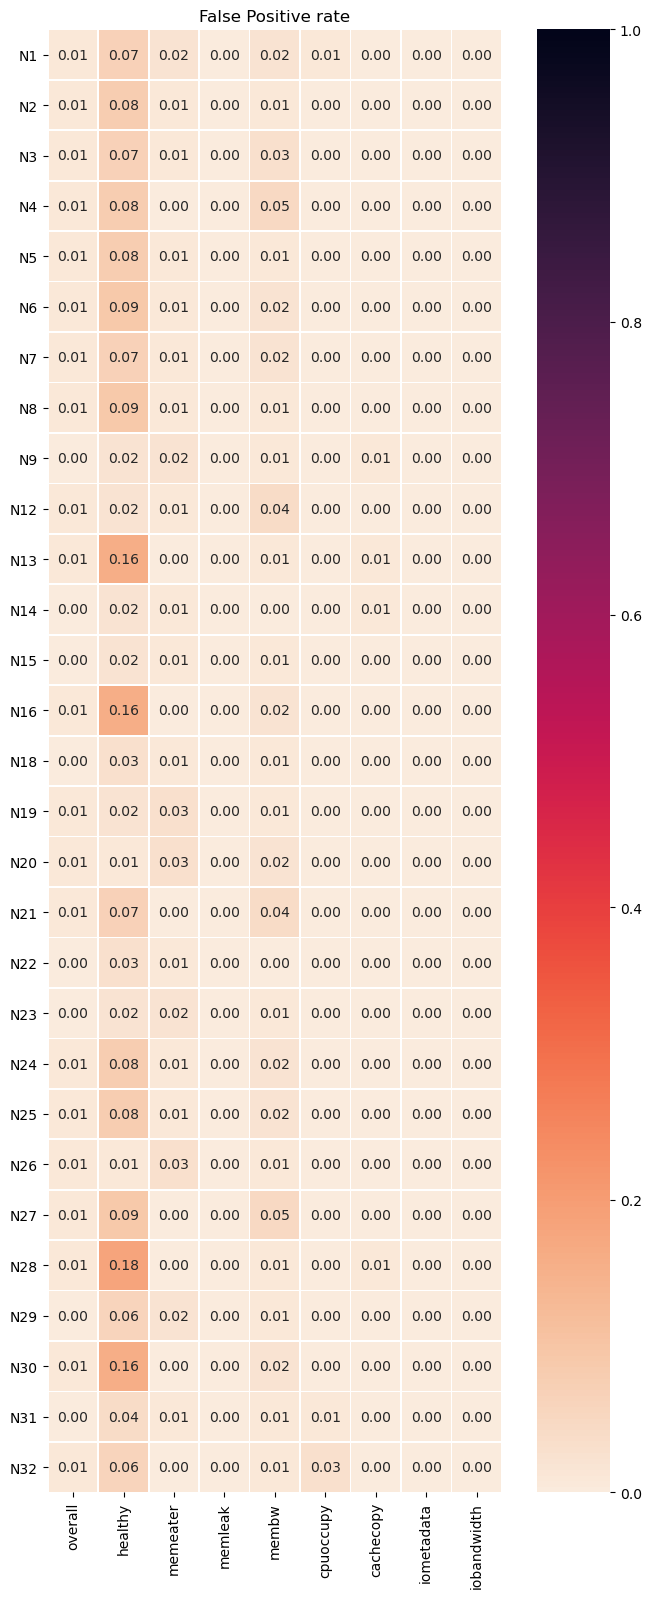 False Positive rate
N1 0.01 0.07 0.02 0.00 0.02 0.01 0.00 0.00 0.00
N2 0.01 0.08 0.01 0.00 0.01 0.00 0.00 0.00 0.00
N3 0.01 0.07 0.01 0.00 0.03 0.00 0.00 0.00 0.00
N4 0.01 0.08 0.00 0.00 0.05 0.00 0.00 0.00 0.00
N5 0.01 0.08 0.01 0.00 0.01 0.00 0.00 0.00 0.00
N6 0.01 0.09 0.01 0.00 0.02 0.00 0.00 0.00 0.00
N7 0.01 0.07 0.01 0.00 0.02 0.00 0.00 0.00 0.00
N8 0.01 0.09 0.01 0.00 0.01 0.00 0.00 0.00 0.00
N9 0.00 0.02 0.02 0.00 0.01 0.00 0.01 0.00 0.00
N12 0.01 0.02 0.01 0.00 0.04 0.00 0.00 0.00 0.00
N13 0.01 0.16 0.00 0.00 0.01 0.00 0.01 0.00 0.00
N14 0.00 0.02 0.01 0.00 0.00 0.00 0.01 0.00 0.00
N15 0.00 0.02 0.01 0.00 0.01 0.00 0.00 0.00 0.00
N16 0.01 0.16 0.00 0.00 0.02 0.00 0.00 0.00 0.00
N18 0.00 0.03 0.01 0.00 0.01 0.00 0.00 0.00 0.00
N19 0.01 0.02 0.03 0.00 0.01 0.00 0.00 0.00 0.00
N20 0.01 0.01 0.03 0.00 0.02 0.00 0.00 0.00 0.00
N21 0.01 0.07 0.00 0.00 0.04 0.00 0.00 0.00 0.00
N22 0.00 0.03 0.01 0.00 0.00 0.00 0.00 0.00 0.00
N23 0.00 0.02 0.02 0.00 0.01 0.00 0.00 0.00 0.00
N24 0.01 0.08 0.01 0.00 0.02 0.00 0.00 0.00 0.00
N25 0.01 0.08 0.01 0.00 0.02 0.00 0.00 0.00 0.00
N26 0.01 0.01 0.03 0.00 0.01 0.00 0.00 0.00 0.00
N27 0.01 0.09 0.00 0.00 0.05 0.00 0.00 0.00 0.00
N28 0.01 0.18 0.00 0.00 0.01 0.00 0.01 0.00 0.00
N29 0.00 0.06 0.02 0.00 0.01 0.00 0.00 0.00 0.00
N30 0.01 0.16 0.00 0.00 0.02 0.00 0.00 0.00 0.00
N31 0.00 0.04 0.01 0.00 0.01 0.01 0.00 0.00 0.00
N32 0.01 0.06 0.00 0.00 0.01 0.03 0.00 0.00 0.00
overall
healthy
memeater
memleak
membw
cpuoccupy
cachecopy
iometadata
iobandwidth
1.0
0.8
0.6
0.4
0.2
0.0